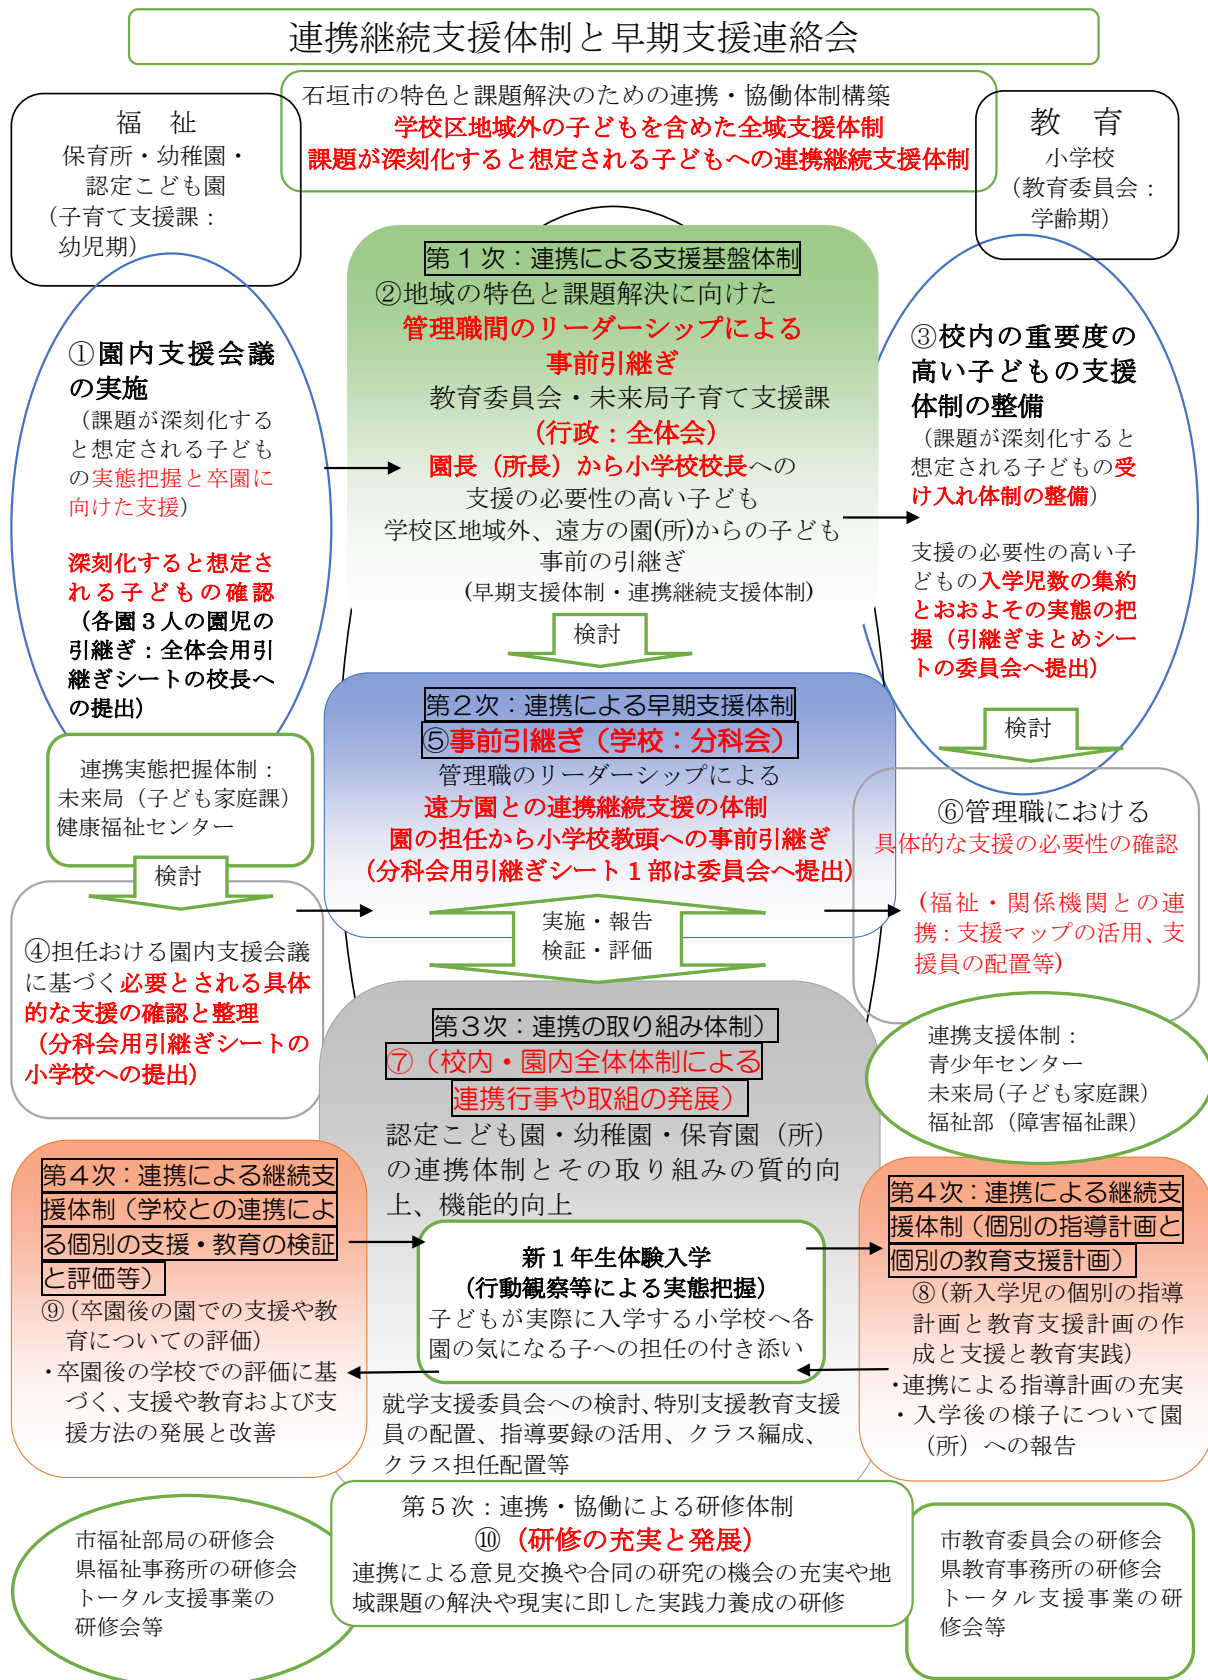 連携継続支援体制と早期支援連絡会
石垣市の特色と課題解決のための連携・協働体制構築
学校区地域外の子どもを含めた全域支援体制
課題が深刻化すると想定される子どもへの連携継続支援体制
福　祉
保育所・幼稚園・
認定こども園
(子育て支援課：
幼児期）
教　育
小学校
（教育委員会：
学齢期）
①園内支援会議
の実施
（課題が深刻化する
と想定される子ども
の実態把握と卒園に
向けた支援）
深刻化すると想定さ
れる子どもの確認
（各園３人の園児の
引継ぎ：全体会用引
継ぎシートの校長へ
の提出）
第１次：連携による支援基盤体制
②地域の特色と課題解決に向けた
管理職間のリーダーシップによる
事前引継ぎ
教育委員会・未来局子育て支援課
（行政：全体会）
園長（所長）から小学校校長への
支援の必要性の高い子ども
学校区地域外、遠方の園(所)からの子ども
事前の引継ぎ
(早期支援体制・連携継続支援体制)
検討
③校内の重要度の
高い子どもの支援
体制の整備
（課題が深刻化すると
想定される子どもの受
け入れ体制の整備）
支援の必要性の高い子
どもの入学児数の集約
とおおよその実態の把
握（引継ぎまとめシー
トの委員会へ提出）
検討
連携実態把握体制：
未来局（子ども家庭課）
健康福祉センター
検討
第２次：連携による早期支援体制
⑤事前引継ぎ（学校：分科会）
管理職のリーダーシップによる
遠方園との連携継続支援の体制
園の担任から小学校教頭への事前引継ぎ
（分科会用引継ぎシート１部は委員会へ提出）
実施・報告
検証・評価
④担任おける園内支援会議
に基づく必要とされる具体
的な支援の確認と整理
（分科会用引継ぎシートの
小学校への提出）
⑥管理職における
具体的な支援の必要性の確認
(福祉・関係機関との連
携：支援マップの活用、支
援員の配置等)
連携支援体制：
青少年センター
未来局(子ども家庭課）
福祉部（障害福祉課）
第３次：連携の取り組み体制）
⑦（校内・園内全体体制による
連携行事や取組の発展）
認定こども園・幼稚園・保育園（所）
の連携体制とその取り組みの質的向
上、機能的向上
新１年生体験入学
（行動観察等による実態把握）
子どもが実際に入学する小学校へ各
園の気になる子への担任の付き添い
就学支援委員会への検討、特別支援教育支援
員の配置、指導要録の活用、クラス編成、
クラス担任配置等
第４次：連携による継続支
援体制（学校との連携によ
る個別の支援・教育の検証
と評価等）
⑨（卒園後の園での支援や教
育についての評価）
・卒園後の学校での評価に基
づく、支援や教育および支
援方法の発展と改善
第４次：連携による継続支
援体制（個別の指導計画と
個別の教育支援計画）
⑧（新入学児の個別の指導
計画と教育支援計画の作
成と支援と教育実践）
・連携による指導計画の充実
・入学後の様子について園
（所）への報告
第５次：連携・協働による研修体制
⑩（研修の充実と発展）
連携による意見交換や合同の研究の機会の充実や地
域課題の解決や現実に即した実践力養成の研修
市福祉部局の研修会
県福祉事務所の研修会
トータル支援事業の
研修会等
市教育委員会の研修会
県教育事務所の研修会
トータル支援事業の研
修会等